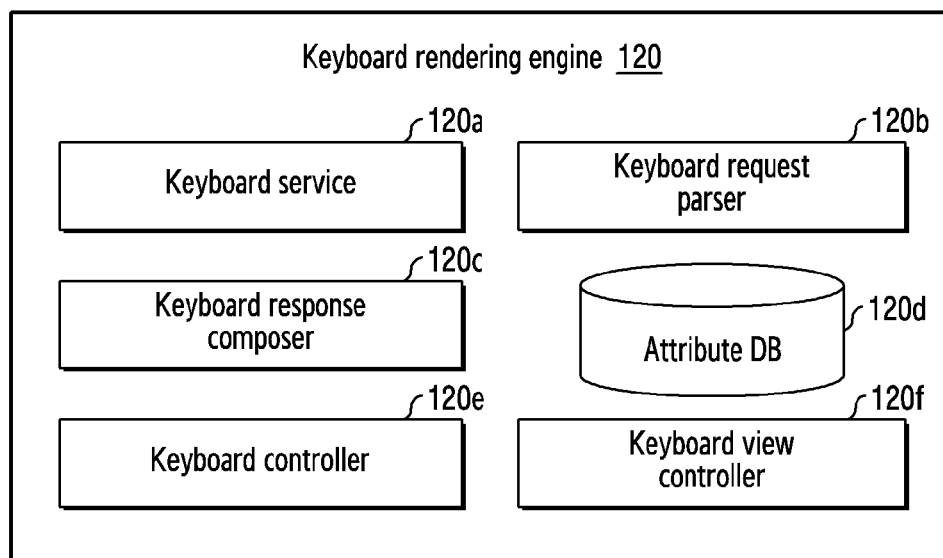 Keyboard rendering engine 120
120a
Keyboard service
120b
Keyboard request
parser
120c
Keyboard response
composer
120d
Attribute DB
120e
Keyboard controller
120f
Keyboard view
controller